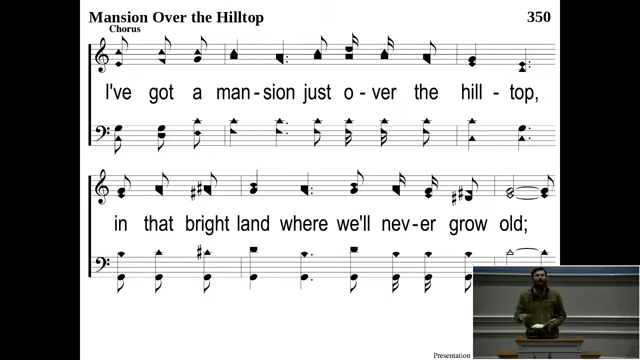 Mansion Over the Hilltop 350
Chorus
I've got a man-sion just o-ver the hill-top,
in that bright land where we'll nev-er grow old;
Presentation